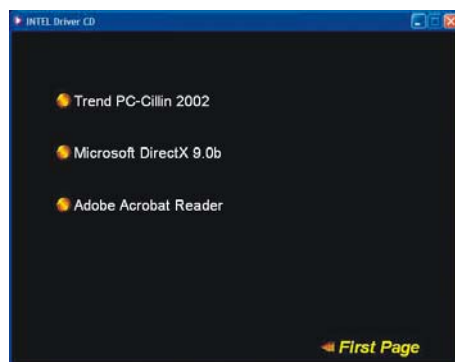 INTEL Driver CD
Trend PC-Cillin 2002
Microsoft DirectX 9.0b
Adobe Acrobat Reader
First Page